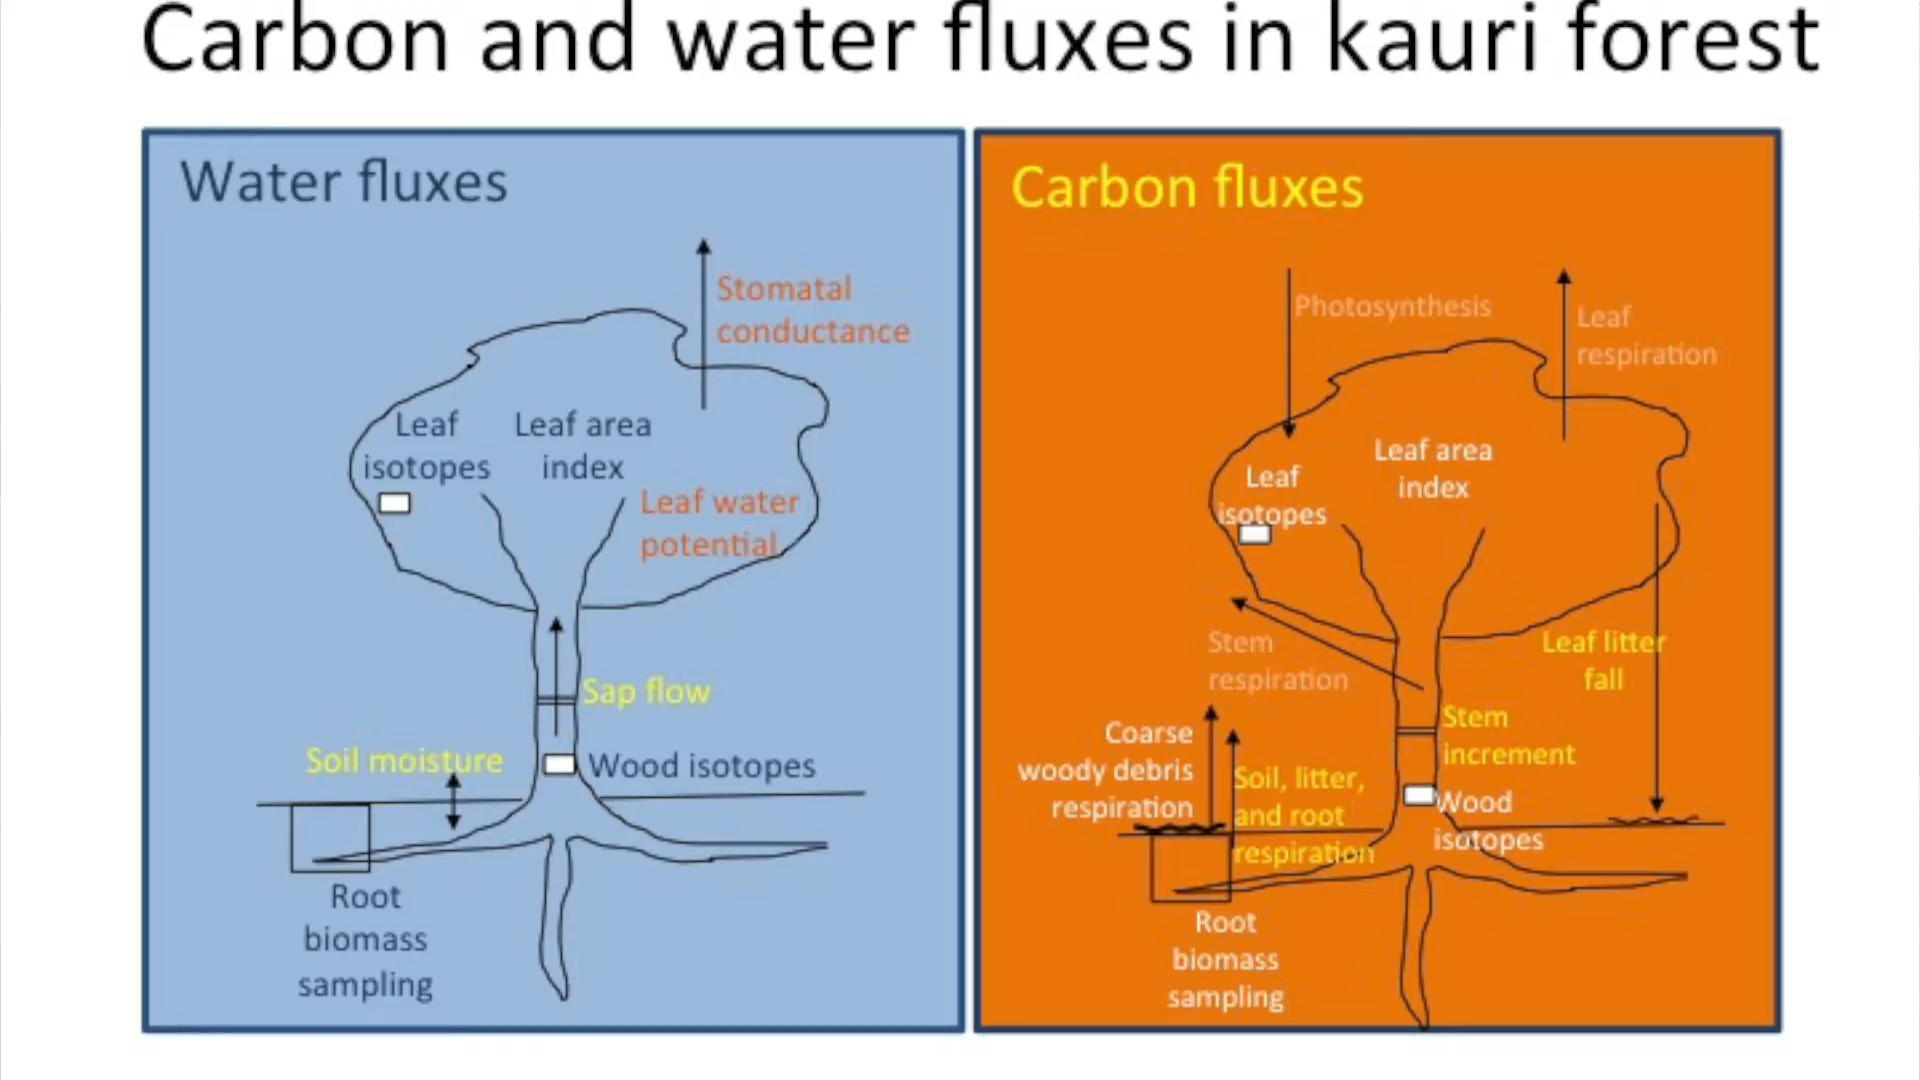 Carbon and water fluxes in kauri forest
Water fluxes
Stomatal
conductance
Leaf
isotopes
Leaf area
index
Leaf water
potential
Sap flow
Soil moisture
Wood isotopes
Root
biomass
sampling
Carbon fluxes
Photosynthesis
Leaf
respiration
Leaf area
index
Leaf
isotopes
Stem
respiration
Leaf litter
fall
Stem
increment
Coarse
woody debris
respiration
Soil, litter,
and root
respiration
Wood
isotopes
Root
biomass
sampling